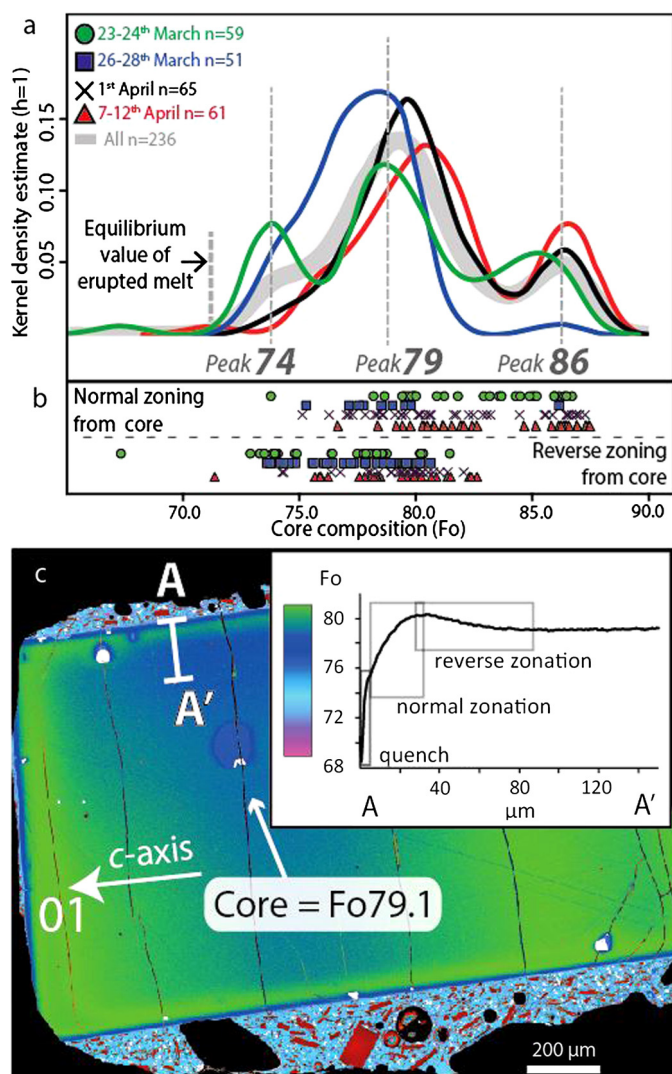 a
23-24th March n=59
26-28th March n=51
1st April n=65
7-12th April n= 61
All n=236
Kernel density estimate (h=1)
0.15
0.10
0.05
Equilibrium
value of
erupted melt
Peak 74
Peak 79
Peak 86
b
Normal zoning
from core
Reverse zoning
from core
70.0
75.0
80.0
85.0
90.0
Core composition (Fo)
c
A
A'
c-axis
01
Core = Fo79.1
200 µm
Fo
80
76
72
68
reverse zonation
normal zonation
quench
40
80
120
A
µm
A'